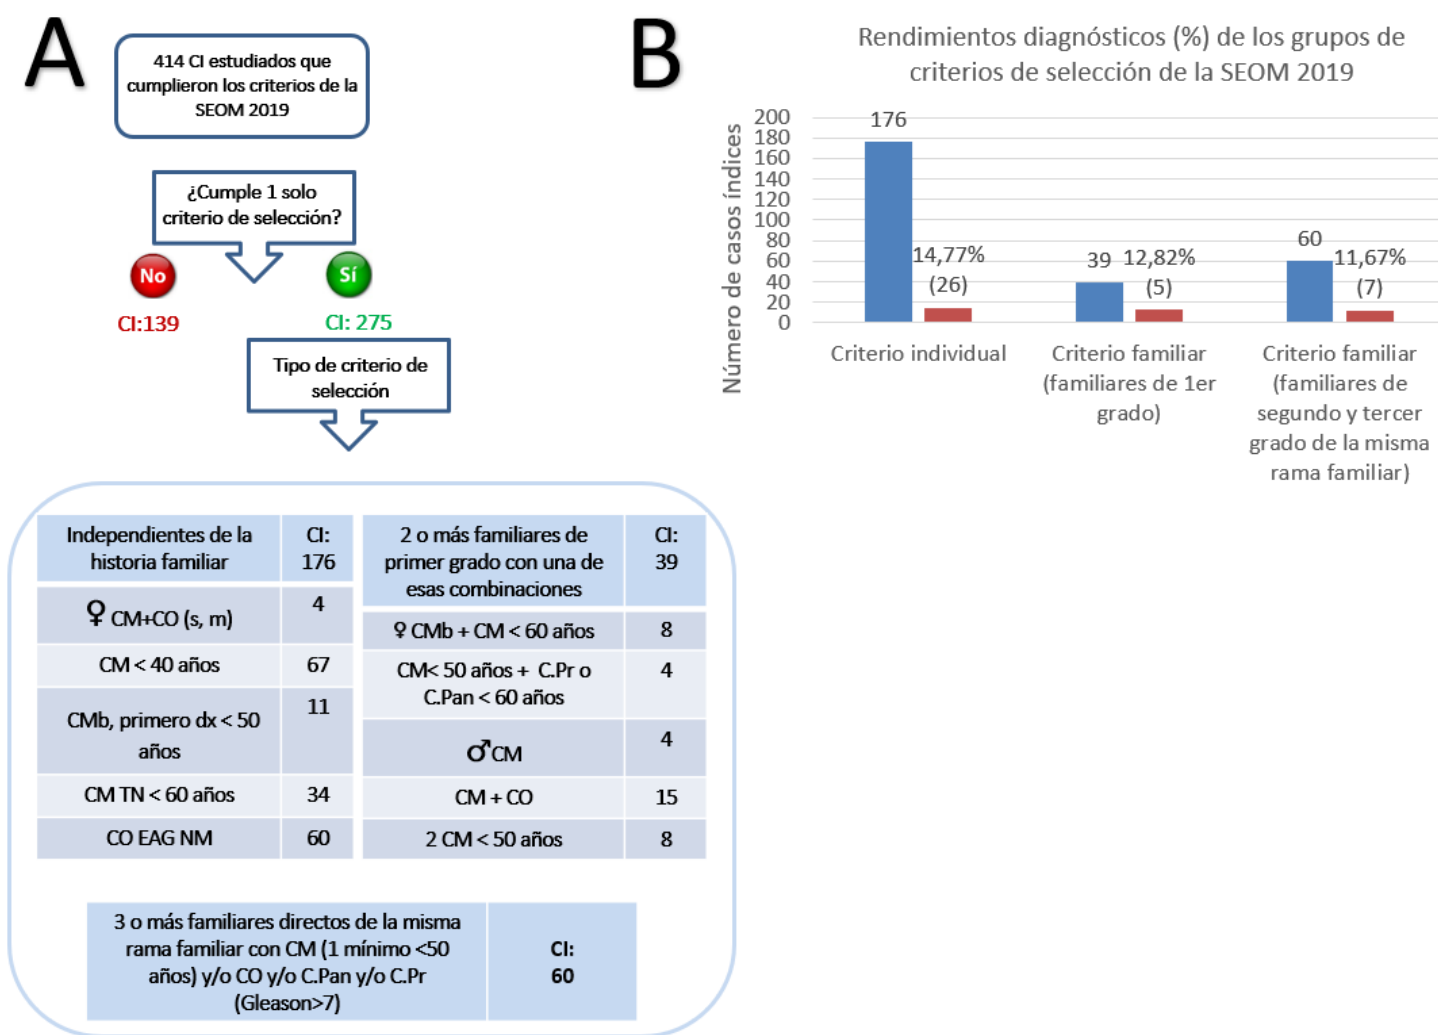 A
414 CI estudiados que
cumplieron los criterios de la
SEOM 2019
¿Cumple 1 solo
criterio de selección?
No
Sí
CI:139
CI: 275
Tipo de criterio de
selección
Independientes de la
historia familiar
CI:
176
♀ CM+CO (s, m)
4
CM < 40 años
67
CMb, primero dx < 50
años
11
CM TN < 60 años
34
CO EAG NM
60
2 o más familiares de
primer grado con una de
esas combinaciones
CI:
39
♀ CMb + CM < 60 años
8
CM< 50 años + C.Pr o
C.Pan < 60 años
4
♂CM
4
CM + CO
15
2 CM < 50 años
8
3 o más familiares directos de la misma
rama familiar con CM (1 mínimo <50
años) y/o CO y/o C.Pan y/o C.Pr
(Gleason>7)
CI:
60
B
Rendimientos diagnósticos (%) de los grupos de
criterios de selección de la SEOM 2019
Número de casos índices
200
180
160
140
120
100
80
60
40
20
0
176
14,77%
(26)
39
12,82%
(5)
60
11,67%
(7)
Criterio individual
Criterio familiar
(familiares de 1er
grado)
Criterio familiar
(familiares de
segundo y tercer
grado de la misma
rama familiar)